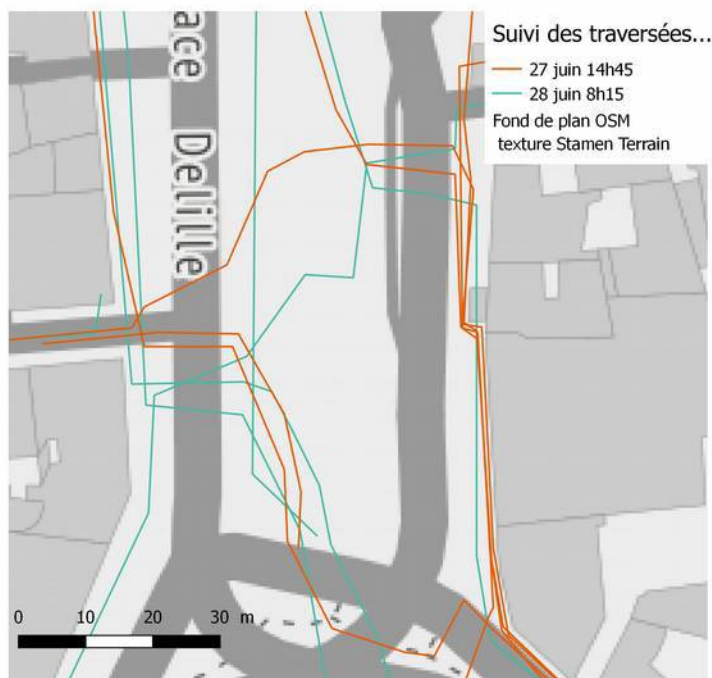 Suivi des traversées...
27 juin 14h45
28 juin 8h15
Fond de plan OSM
texture Stamen Terrain
ace Delille
0 10 20 30 m